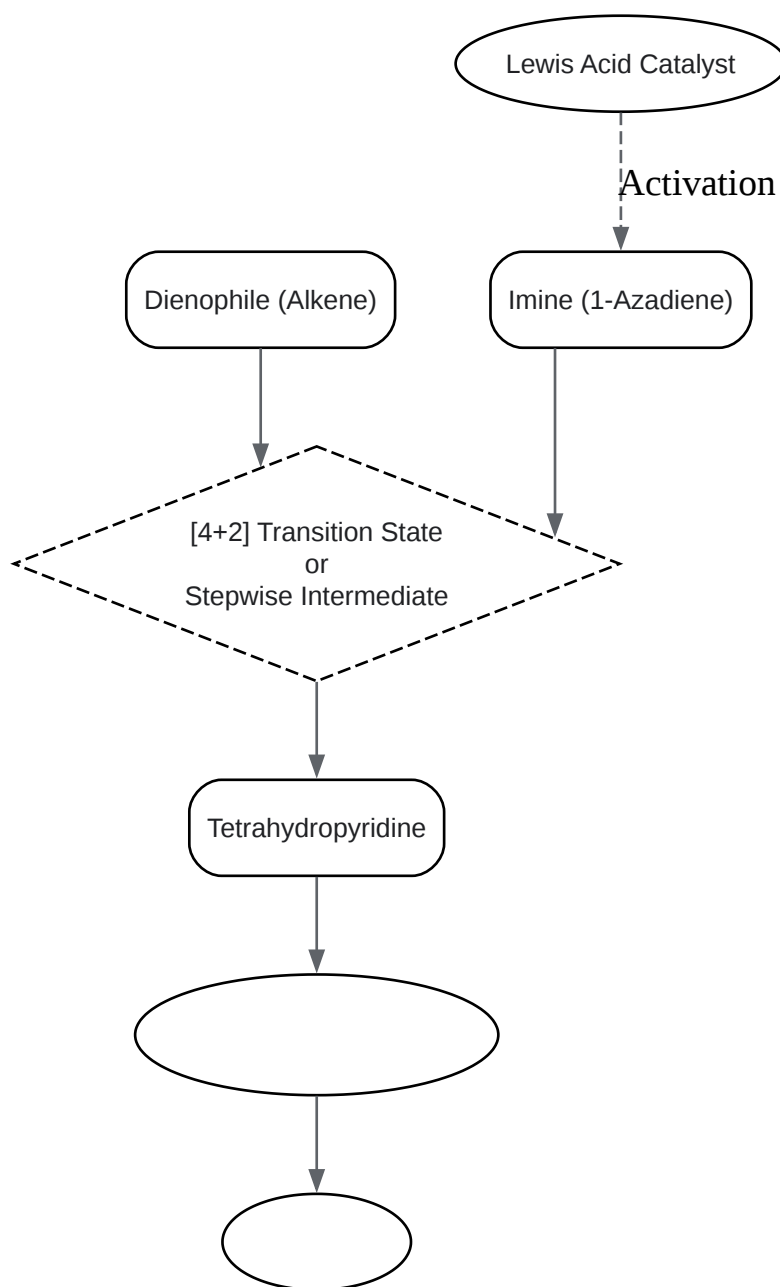 Lewis Acid Catalyst
Activation
Dienophile (Alkene)
Imine (1-Azadiene)
[4+2] Transition State
or
Stepwise Intermediate
Tetrahydropyridine